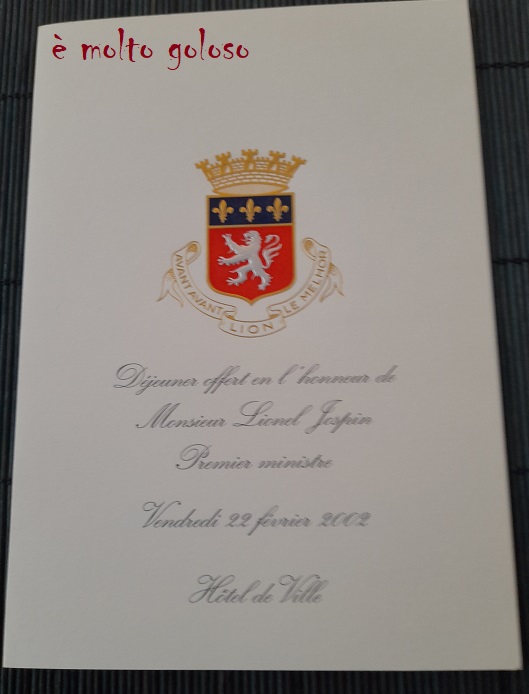 è molto goloso
AVANT AVANT LION LE MELHOR
Déjeuner offert en l'honneur de
Monsieur Lionel Jospin
Premier ministre
Vendredi 22 février 2002
Hôtel de Ville